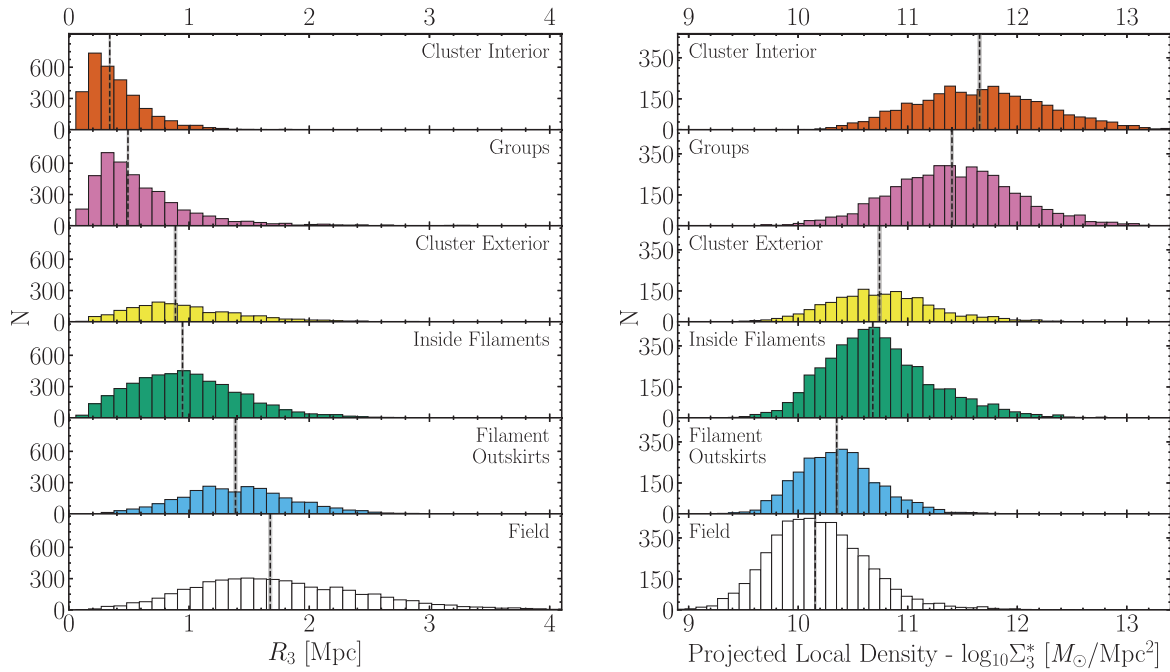 0 1 2 3 4
9 10 11 12 13
600
300
0
Cluster Interior
350
150
0
Cluster Interior
600
300
0
Groups
350
150
0
Groups
600
300
0
Cluster Exterior
350
150
0
Cluster Exterior
N
N
600
300
0
Inside Filaments
350
150
0
Inside Filaments
600
300
0
Filament
Outskirts
350
150
0
Filament
Outskirts
600
300
0
Field
350
150
0
Field
0 1 2 3 4
9 10 11 12 13
R₃ [Mpc]
Projected Local Density - log₁₀Σ₃* [M⊙/Mpc²]